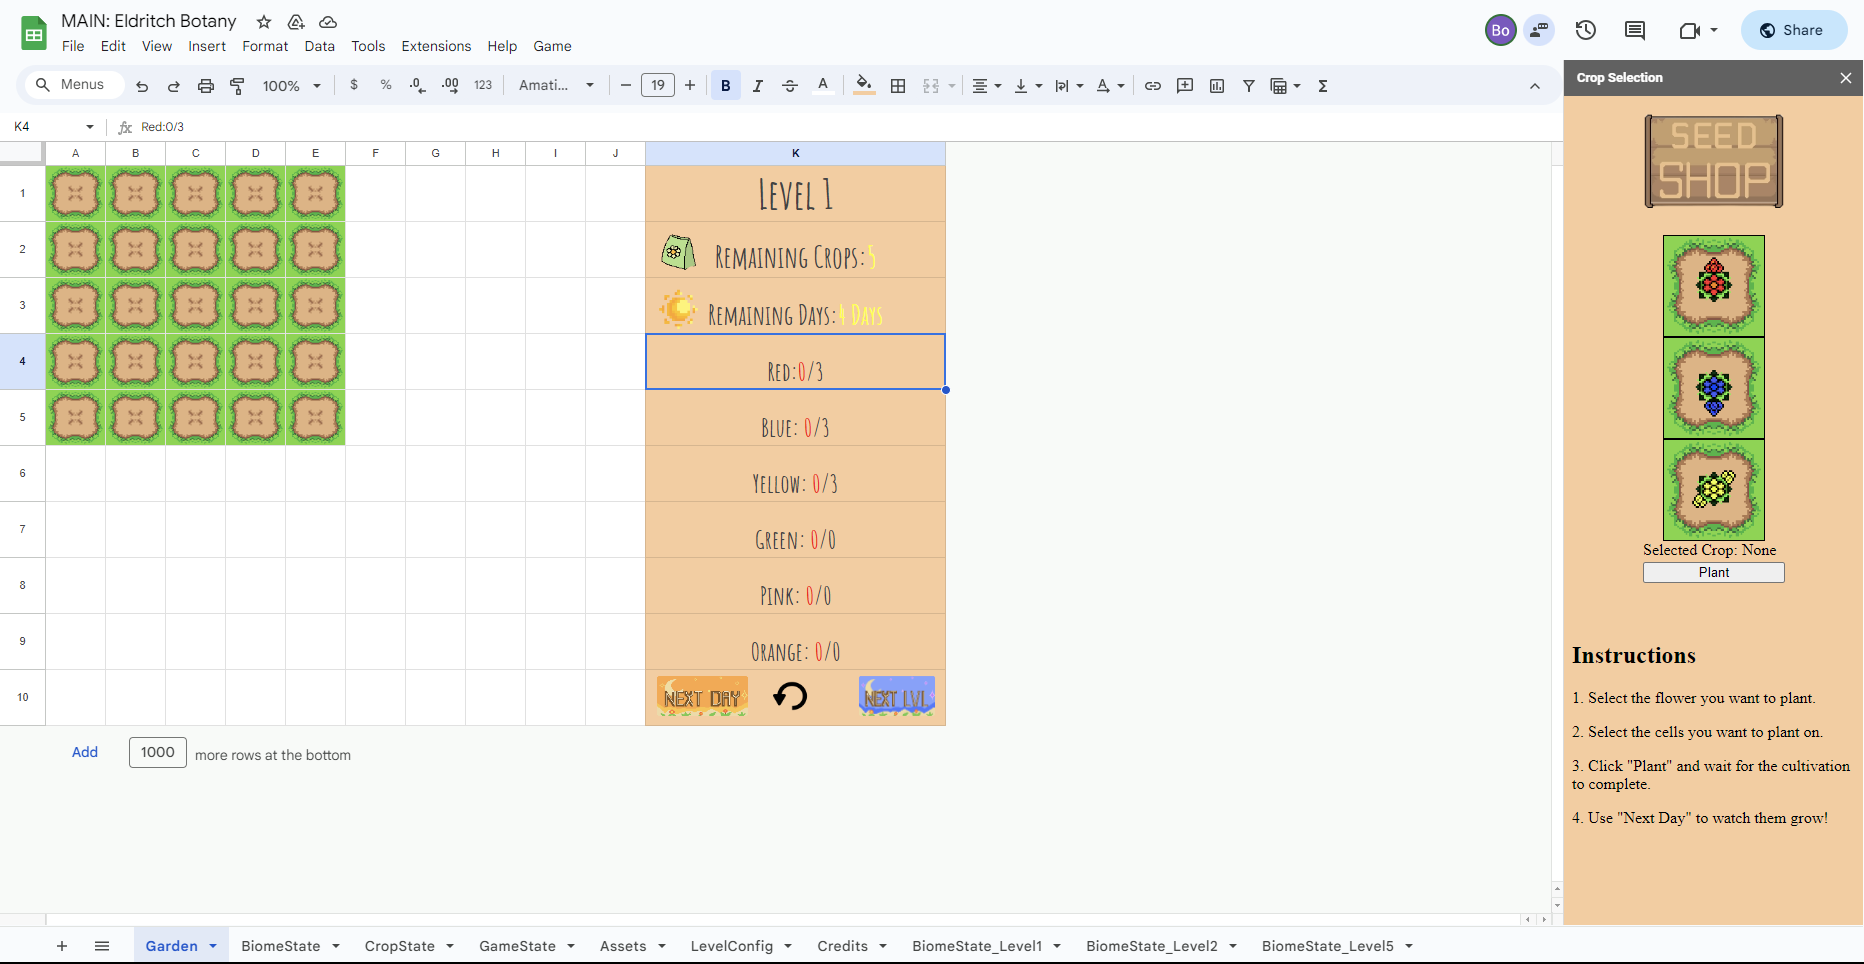 MAIN: Eldritch Botany
File Edit View Insert Format Data Tools Extensions Help Game
Bo
Share
Menus 100% $ % .0 .00 123 Amati... 19 B I A
K4 Red:0/3
Crop Selection
A B C D E F G H I J K
1 2 3 4 5 6 7 8 9 10
Level 1
Remaining Crops: 5
Remaining Days: 4 Days
Red:0/3
Blue: 0/3
Yellow: 0/3
Green: 0/0
Pink: 0/0
Orange: 0/0
NEXT DAY NEXT LVL
Add 1000 more rows at the bottom
SEED
SHOP
Selected Crop: None
Plant
Instructions
1. Select the flower you want to plant.
2. Select the cells you want to plant on.
3. Click "Plant" and wait for the cultivation
to complete.
4. Use "Next Day" to watch them grow!
Garden BiomeState CropState GameState Assets LevelConfig Credits BiomeState_Level1 BiomeState_Level2 BiomeState_Level5